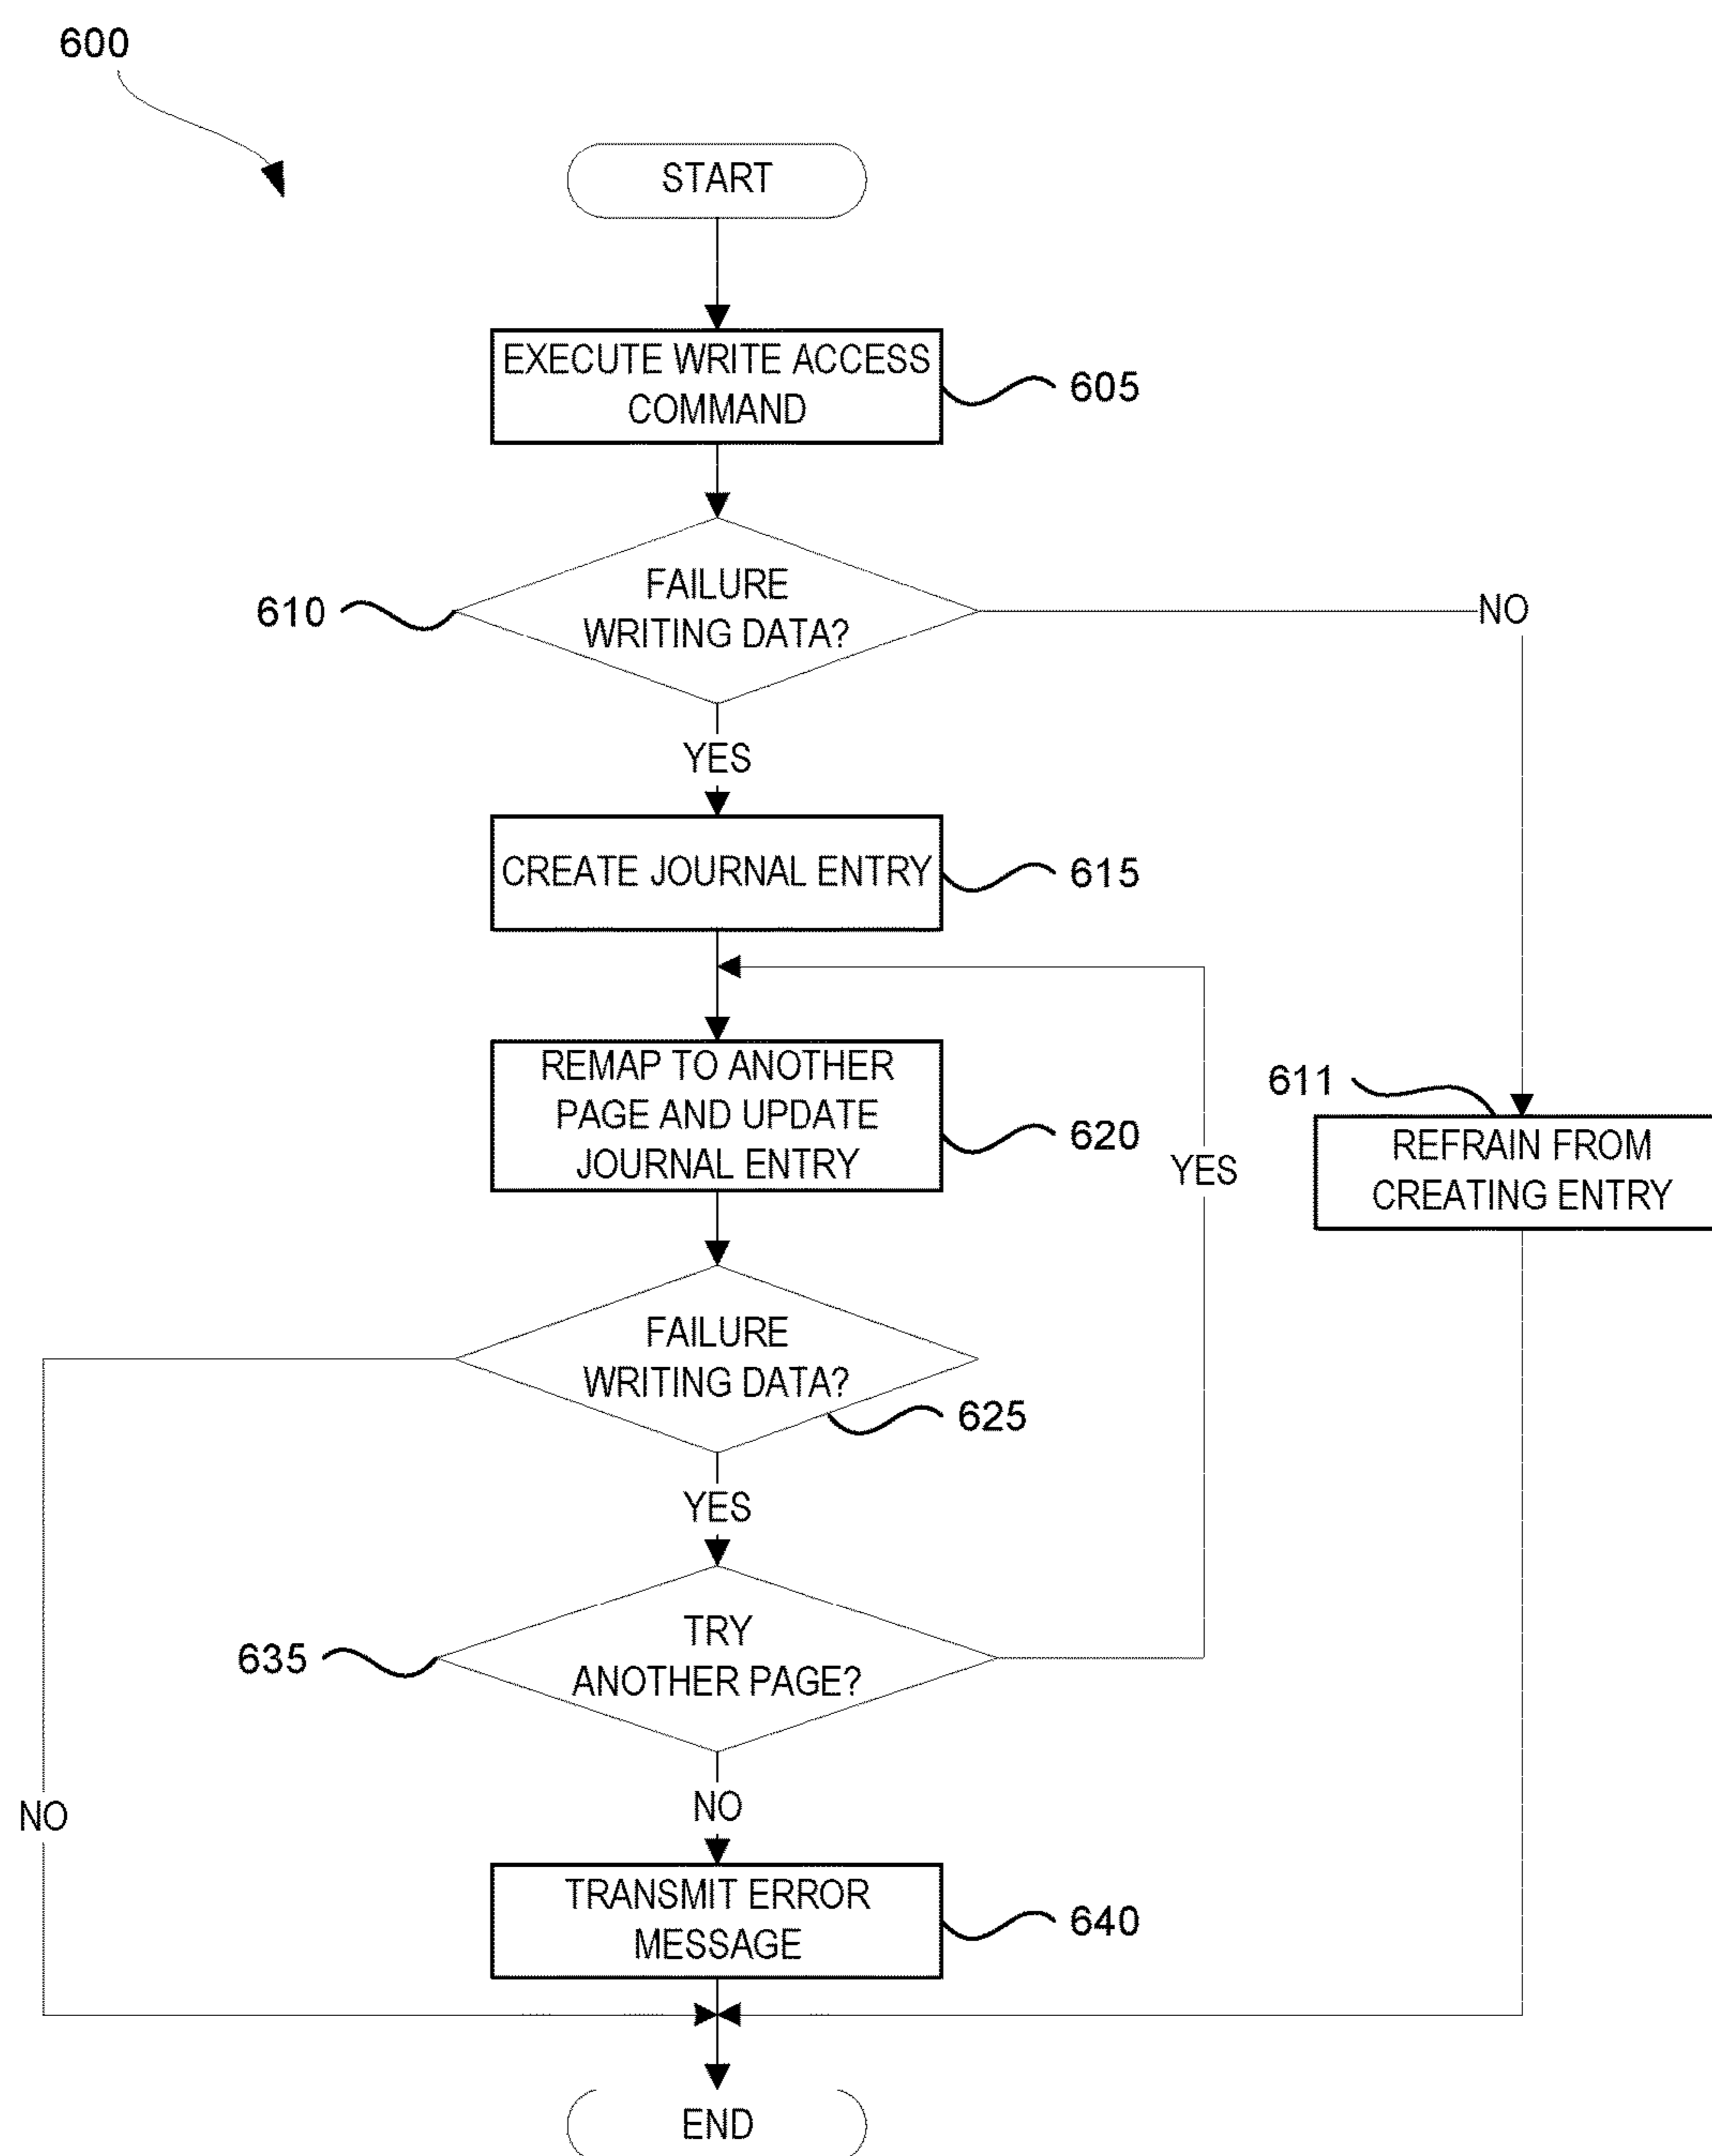 600
START
EXECUTE WRITE ACCESS
COMMAND
605
FAILURE
WRITING DATA?
610
NO
YES
CREATE JOURNAL ENTRY
615
REMAP TO ANOTHER
PAGE AND UPDATE
JOURNAL ENTRY
620
YES
611
REFRAIN FROM
CREATING ENTRY
FAILURE
WRITING DATA?
625
YES
TRY
ANOTHER PAGE?
635
NO
NO
TRANSMIT ERROR
MESSAGE
640
END